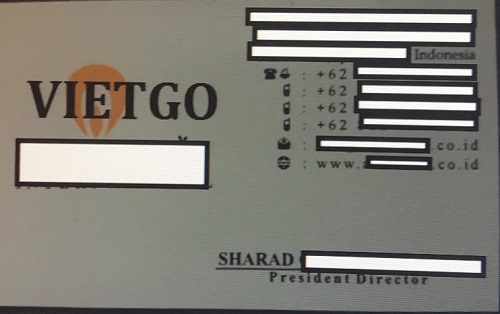 Indonesia
: +62
: +62
: +62
: +62
VIETGO
: .co.id
: www. .co.id
SHARAD
President Director